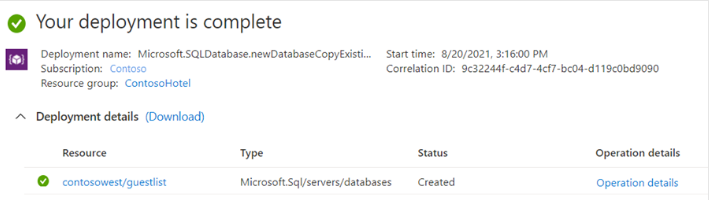 Your deployment is complete
Deployment name: Microsoft.SQLDatabase.newDatabaseCopyExisti... Start time: 8/20/2021, 3:16:00 PM
Subscription: Contoso Correlation ID: 9c32244f-c4d7-4cf7-bc04-d119c0bd9090
Resource group: ContosoHotel
Deployment details (Download)
Resource Type Status Operation details
contosowest/guestlist Microsoft.Sql/servers/databases Created Operation details